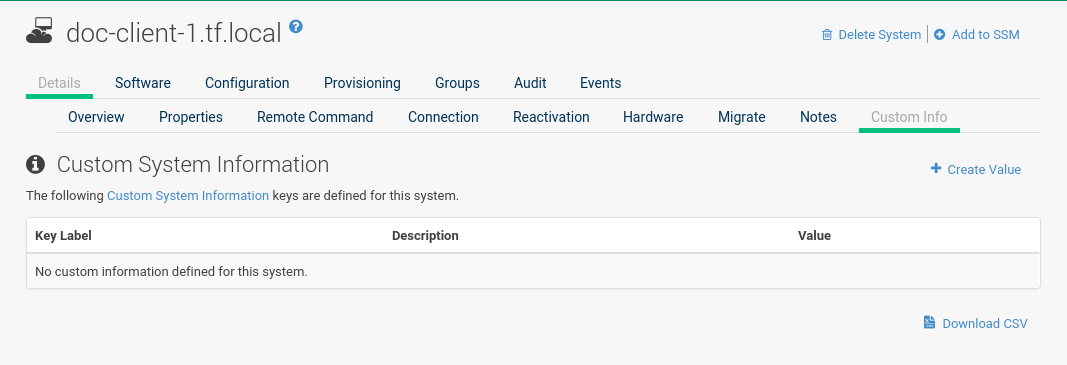 doc-client-1.tf.local ?
Delete System | Add to SSM
Details Software Configuration Provisioning Groups Audit Events
Overview Properties Remote Command Connection Reactivation Hardware Migrate Notes Custom Info
Custom System Information
Create Value
The following Custom System Information keys are defined for this system.
Key Label Description Value
No custom information defined for this system.
Download CSV